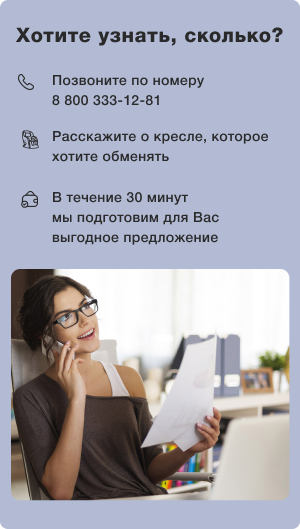 Хотите узнать, сколько?
Позвоните по номеру
8 800 333-12-81
Расскажите о кресле, которое
хотите обменять
В течение 30 минут
мы подготовим для Вас
выгодное предложение